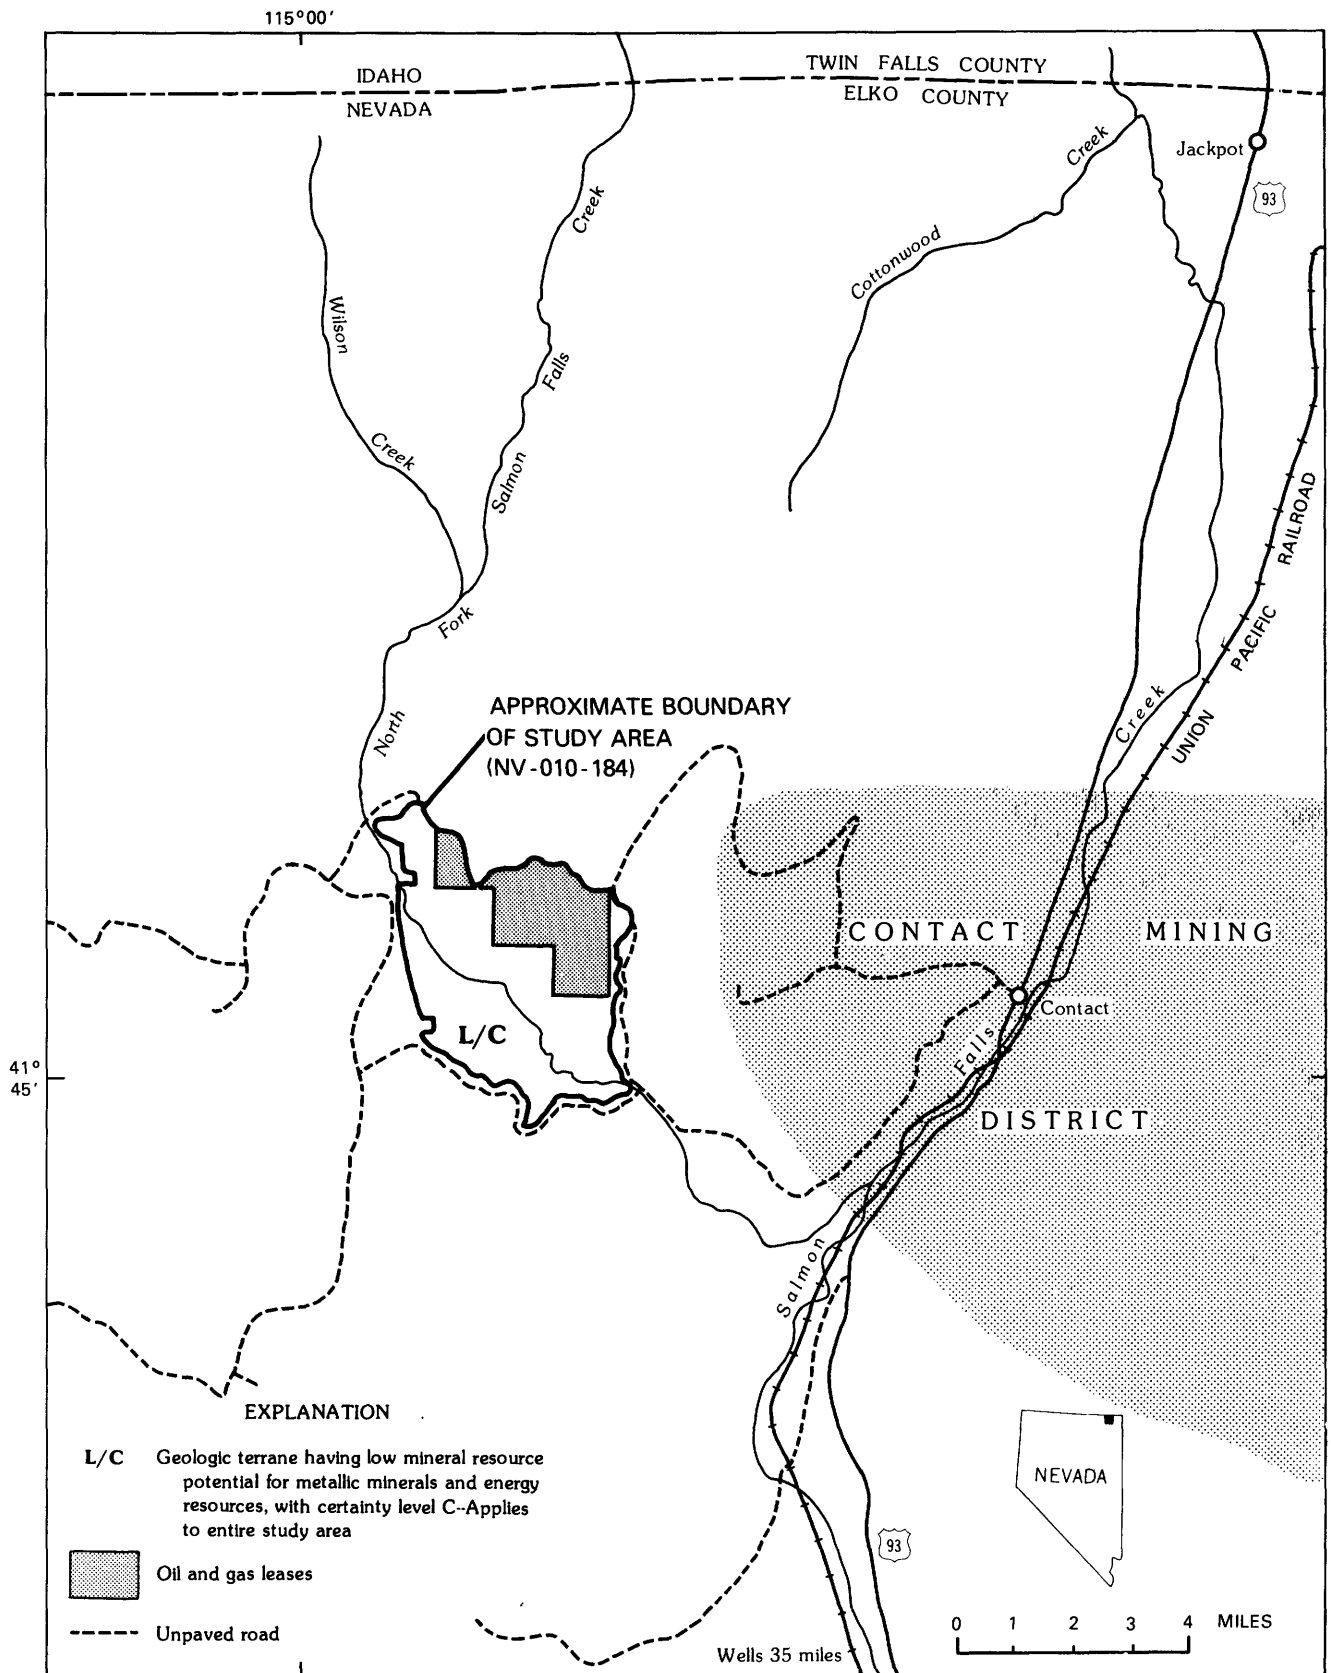 115°00'
IDAHO
NEVADA
TWIN FALLS COUNTY
ELKO COUNTY
Jackpot
93
Creek
Cottonwood
Creek
Falls
Salmon
Fork
North
Wilson
Creek
RAILROAD
PACIFIC
UNION
Creek
APPROXIMATE BOUNDARY
OF STUDY AREA
(NV-010-184)
CONTACT MINING
Contact
Falls
DISTRICT
L/C
41°
45'
Salmon
EXPLANATION
L/C Geologic terrane having low mineral resource
potential for metallic minerals and energy
resources, with certainty level C--Applies
to entire study area
Oil and gas leases
Unpaved road
NEVADA
93
0 1 2 3 4 MILES
Wells 35 miles